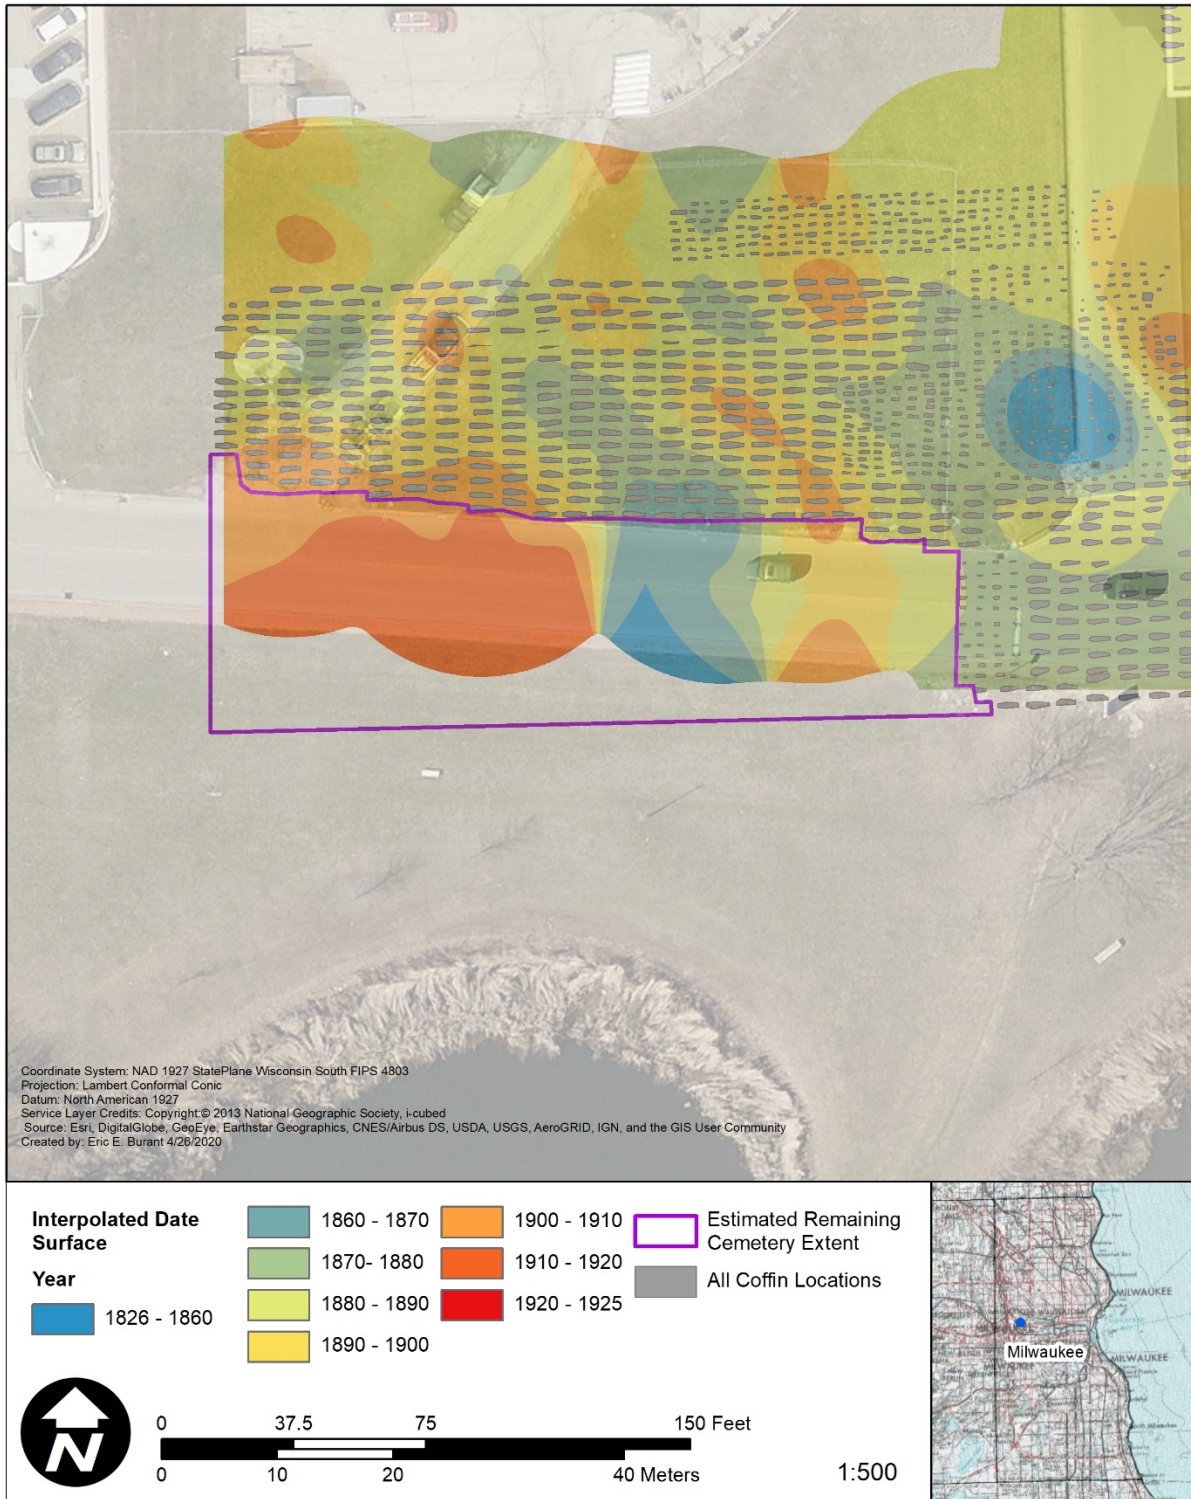 Coordinate System: NAD 1927 StatePlane Wisconsin South FIPS 4803
Projection: Lambert Conformal Conic
Datum: North American 1927
Service Layer Credits: Copyright:© 2013 National Geographic Society, i-cubed
Source: Esri, DigitalGlobe, GeoEye, Earthstar Geographics, CNES/Airbus DS, USDA, USGS, AeroGRID, IGN, and the GIS User Community
Created by: Eric E. Burant 4/26/2020
Interpolated Date
Surface
Year
1826 - 1860
1860 - 1870
1870- 1880
1880 - 1890
1890 - 1900
1900 - 1910
1910 - 1920
1920 - 1925
Estimated Remaining
Cemetery Extent
All Coffin Locations
N
0 37.5 75 150 Feet
0 10 20 40 Meters
1:500
MILWAUKEE
Milwaukee
MILWAUKEE